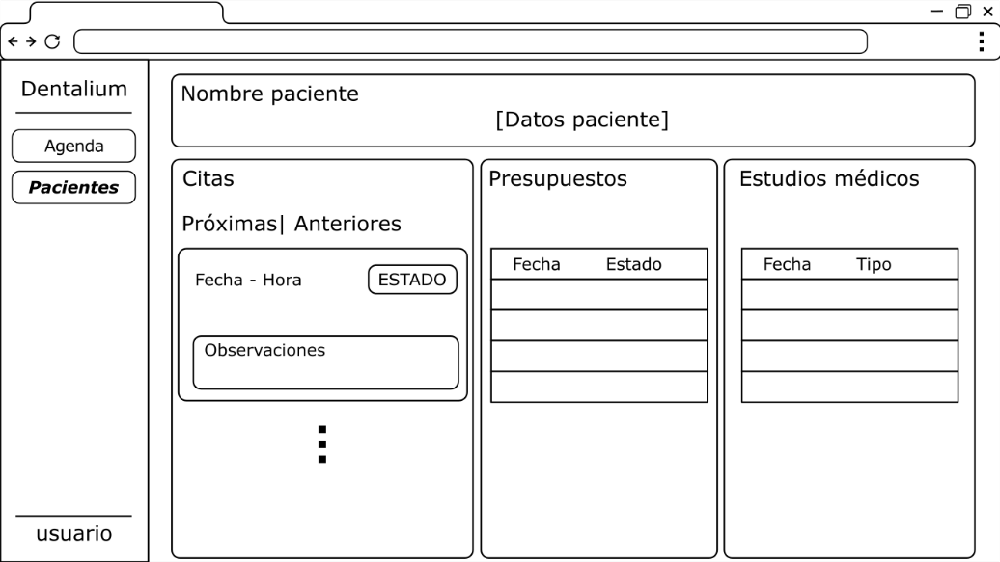 Dentalium
Agenda
Pacientes
usuario
Nombre paciente
[Datos paciente]
Citas
Próximas| Anteriores
Fecha - Hora ESTADO
Observaciones
Presupuestos
Fecha Estado
Estudios médicos
Fecha Tipo